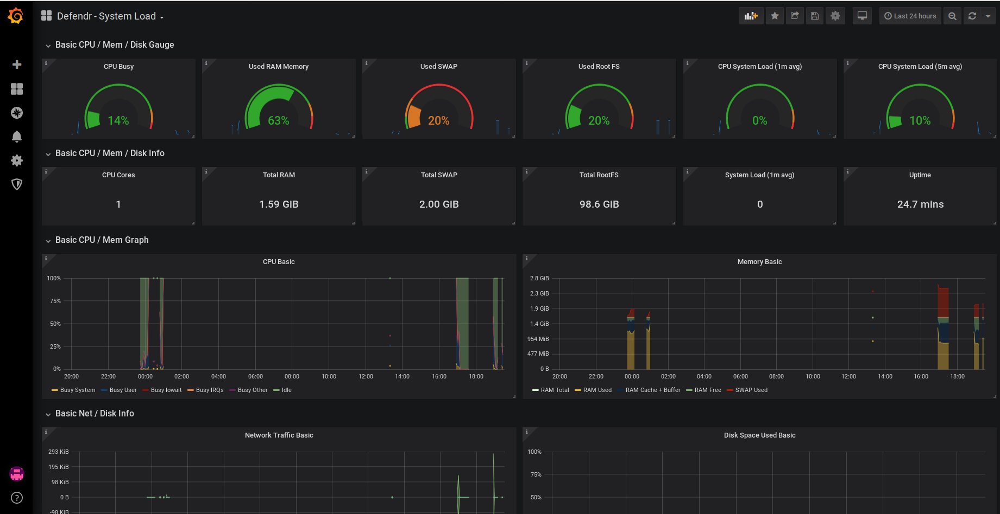 Defendr - System Load
Last 24 hours
Basic CPU / Mem / Disk Gauge
CPU Busy
14%
Used RAM Memory
63%
Used SWAP
20%
Used Root FS
20%
CPU System Load (1m avg)
0%
CPU System Load (5m avg)
10%
Basic CPU / Mem / Disk Info
CPU Cores
1
Total RAM
1.59 GiB
Total SWAP
2.00 GiB
Total RootFS
98.6 GiB
System Load (1m avg)
0
Uptime
24.7 mins
Basic CPU / Mem Graph
CPU Basic
100%
75%
50%
25%
0%
20:00 22:00 00:00 02:00 04:00 06:00 08:00 10:00 12:00 14:00 16:00 18:00
Busy System Busy User Busy Iowait Busy IRQs Busy Other Idle
Memory Basic
2.8 GiB
2.3 GiB
1.9 GiB
1.4 GiB
954 MiB
477 MiB
0 B
20:00 22:00 00:00 02:00 04:00 06:00 08:00 10:00 12:00 14:00 16:00 18:00
RAM Total RAM Used RAM Cache + Buffer RAM Free SWAP Used
Basic Net / Disk Info
Network Traffic Basic
293 KiB
195 KiB
98 KiB
0 B
-98 KiB
Disk Space Used Basic
100%
75%
50%